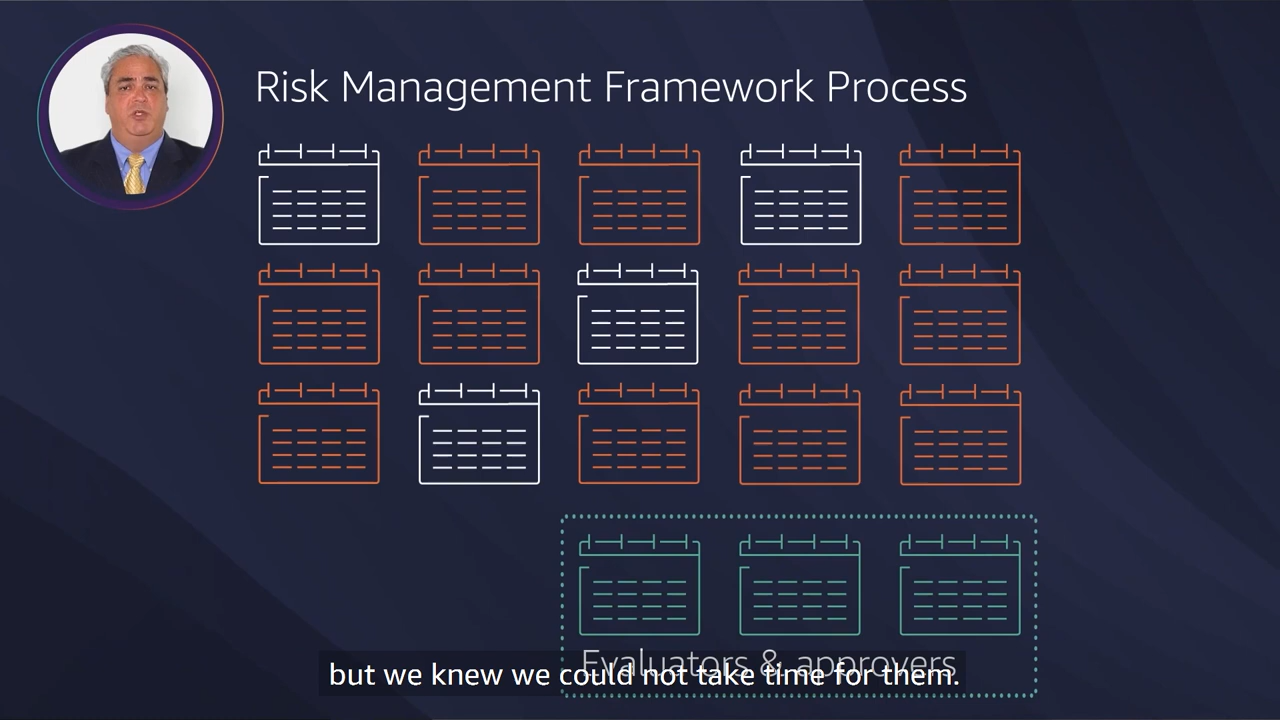 Risk Management Framework Process
Evaluators & approvers
but we knew we could not take time for them.